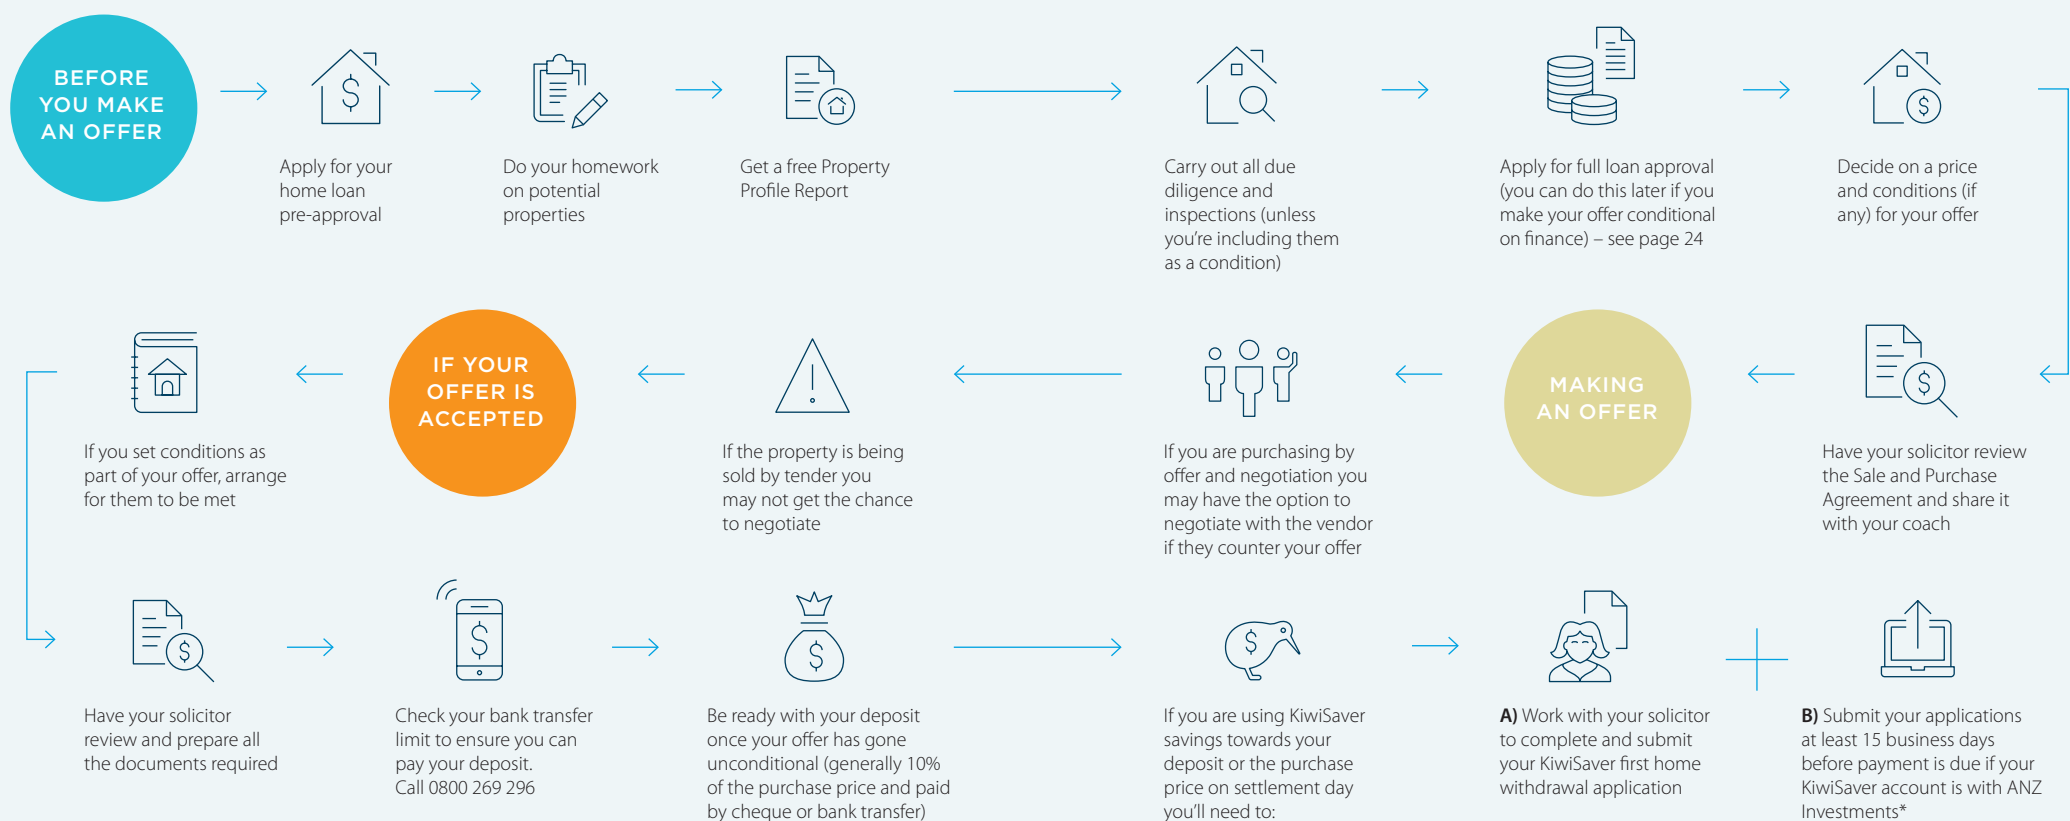 BEFORE
YOU MAKE
AN OFFER
Apply for your
home loan
pre-approval
Do your homework
on potential
properties
Get a free Property
Profile Report
Carry out all due
diligence and
inspections (unless
you’re including them
as a condition)
Apply for full loan approval
(you can do this later if you
make your offer conditional
on finance) – see page 24
Decide on a price
and conditions (if
any) for your offer
Have your solicitor review
the Sale and Purchase
Agreement and share it
with your coach
MAKING
AN OFFER
If you are purchasing by
offer and negotiation you
may have the option to
negotiate with the vendor
if they counter your offer
If the property is being
sold by tender you
may not get the chance
to negotiate
IF YOUR
OFFER IS
ACCEPTED
If you set conditions as
part of your offer, arrange
for them to be met
Have your solicitor
review and prepare all
the documents required
Check your bank transfer
limit to ensure you can
pay your deposit.
Call 0800 269 296
Be ready with your deposit
once your offer has gone
unconditional (generally 10%
of the purchase price and paid
by cheque or bank transfer)
If you are using KiwiSaver
savings towards your
deposit or the purchase
price on settlement day
you’ll need to:
A) Work with your solicitor
to complete and submit
your KiwiSaver first home
withdrawal application
B) Submit your applications
at least 15 business days
before payment is due if your
KiwiSaver account is with ANZ
Investments*